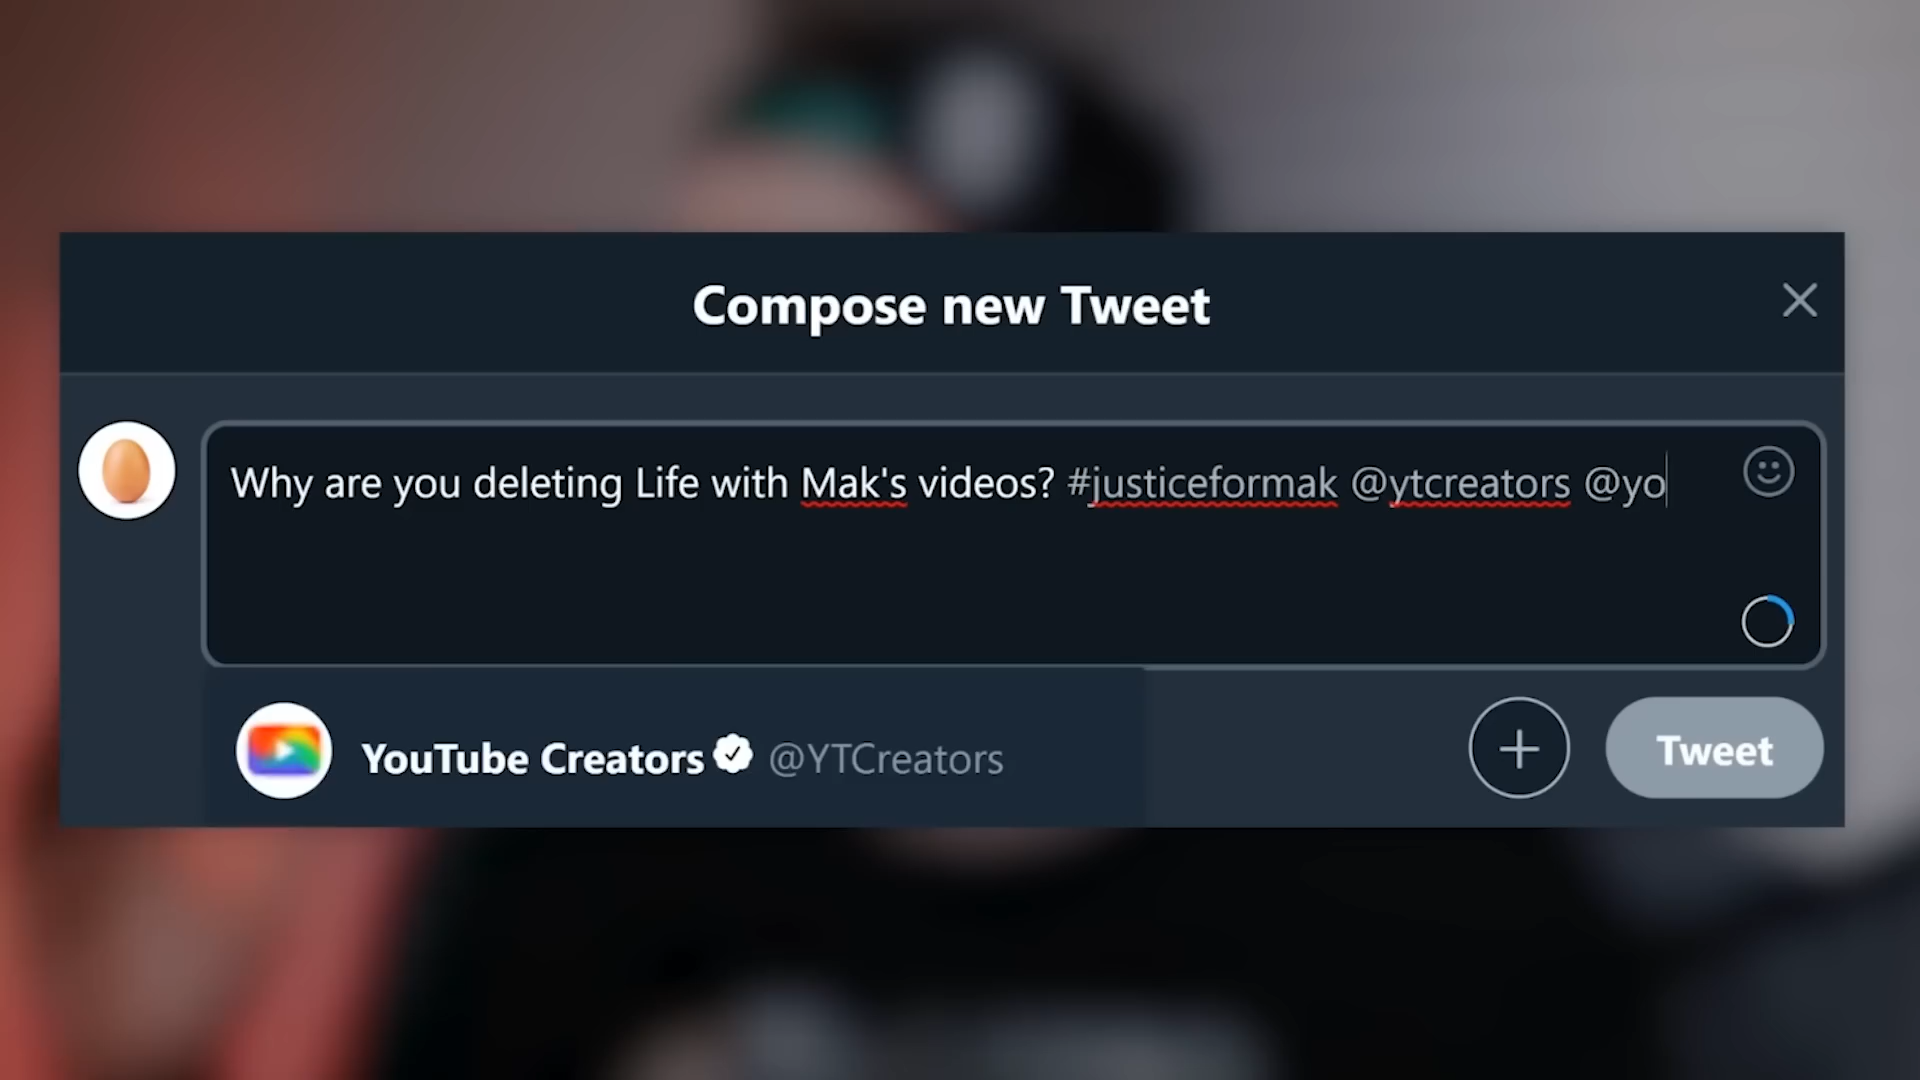 Compose new Tweet
Why are you deleting Life with Mak's videos? #justiceformak @ytcreators @yo
YouTube Creators @YTCreators
Tweet